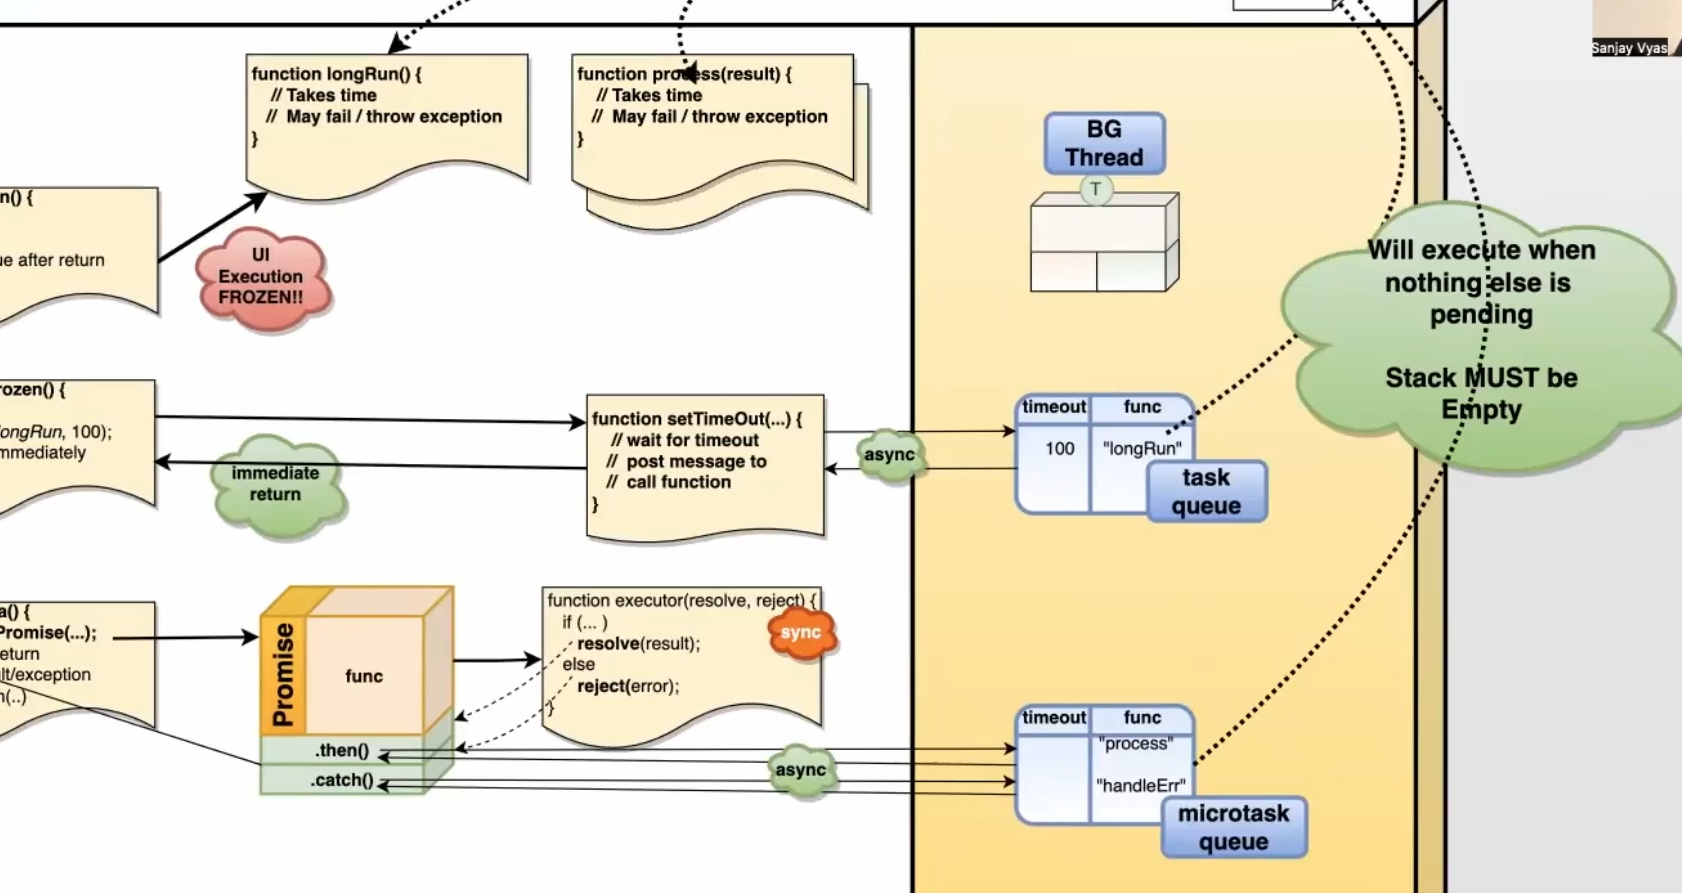 Sanjay Vyas
function longRun() {
// Takes time
// May fail / throw exception
}
function process(result) {
// Takes time
// May fail / throw exception
}
BG
Thread
n() {
ue after return
UI
Execution
FROZEN!!
Will execute when
nothing else is
pending
Stack MUST be
Empty
rozen() {
longRun, 100);
mmediately
immediate
return
function setTimeOut(...) {
// wait for timeout
// post message to
// call function
}
async
timeout func
100 "longRun"
task
queue
a() {
Promise(...);
eturn
lt/exception
n(..)
Promise
func
.then()
.catch()
function executor(resolve, reject) {
if (... )
resolve(result);
else
reject(error);
}
sync
async
timeout func
"process"
"handleErr"
microtask
queue
T